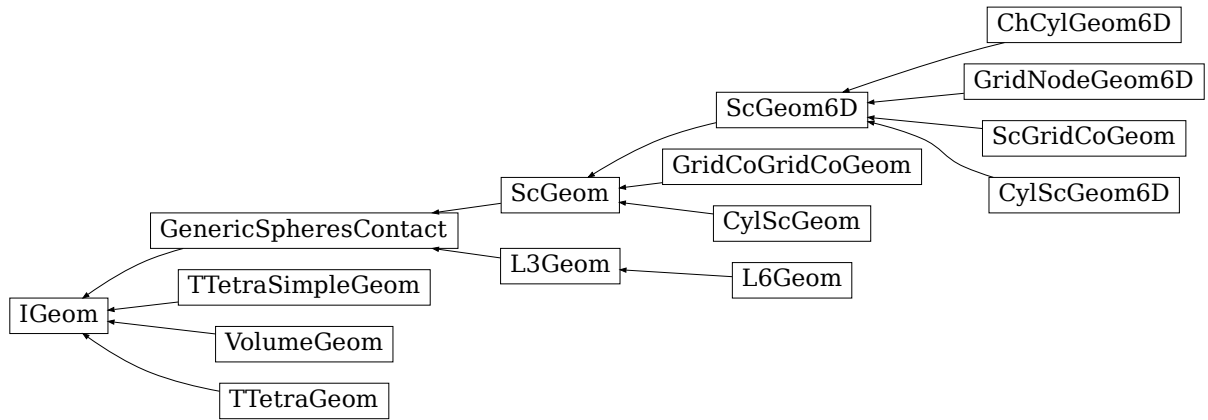 ChCylGeom6D
GridNodeGeom6D
ScGeom6D
ScGridCoGeom
GridCoGridCoGeom
ScGeom
CylScGeom6D
CylScGeom
GenericSpheresContact
L3Geom
L6Geom
TTetraSimpleGeom
IGeom
VolumeGeom
TTetraGeom